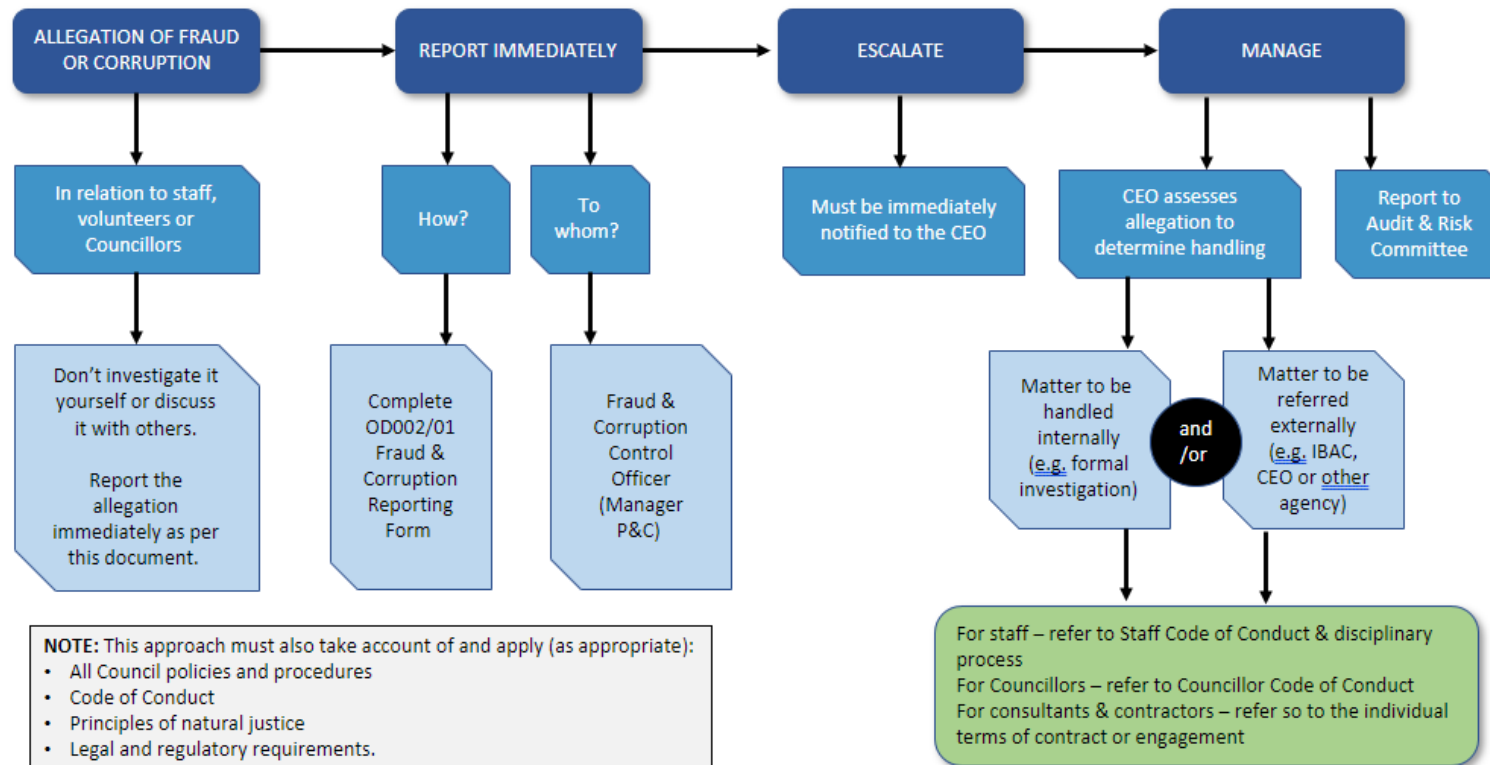 ALLEGATION OF FRAUD
OR CORRUPTION
REPORT IMMEDIATELY
ESCALATE
MANAGE
In relation to staff,
volunteers or
Councillors
How?
To
whom?
Must be immediately
notified to the CEO
CEO assesses
allegation to
determine handling
Report to
Audit & Risk
Committee
Don't investigate it
yourself or discuss
it with others.
Report the
allegation
immediately as per
this document.
Complete
OD002/01
Fraud &
Corruption
Reporting
Form
Fraud &
Corruption
Control
Officer
(Manager
P&C)
Matter to be
handled
internally
(e.g. formal
investigation)
and
/or
Matter to be
referred
externally
(e.g. IBAC,
CEO or other
agency)
NOTE: This approach must also take account of and apply (as appropriate):
• All Council policies and procedures
• Code of Conduct
• Principles of natural justice
• Legal and regulatory requirements.
For staff – refer to Staff Code of Conduct & disciplinary
process
For Councillors – refer to Councillor Code of Conduct
For consultants & contractors – refer so to the individual
terms of contract or engagement